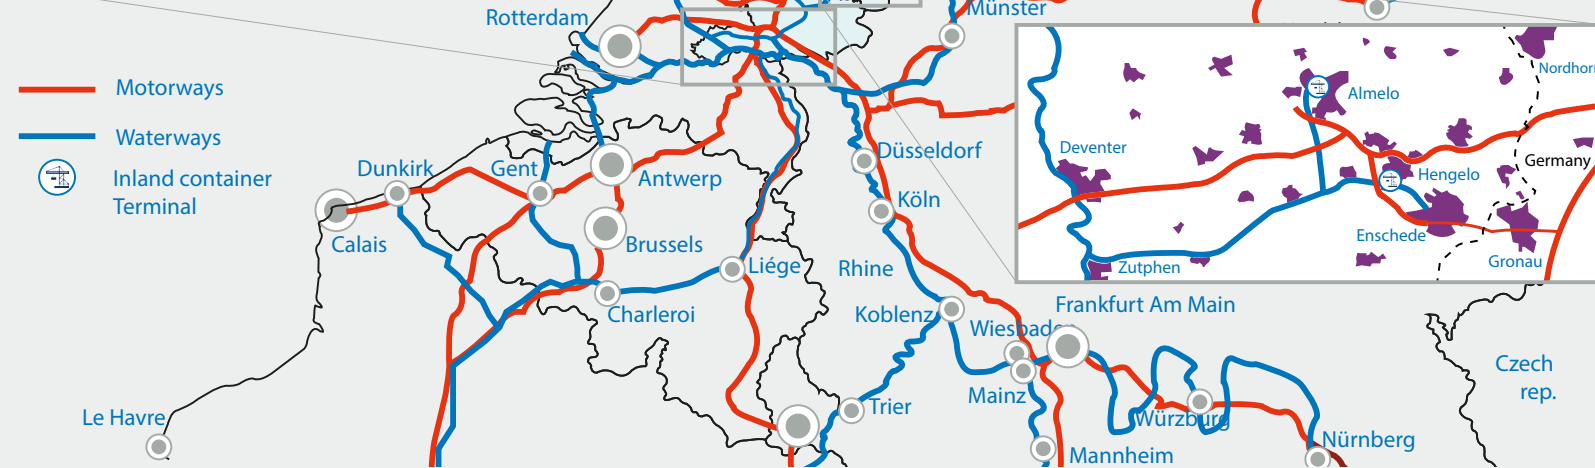 Rotterdam
Münster
Motorways
Waterways
Inland container
Terminal
Dunkirk
Gent
Antwerp
Calais
Brussels
Liége
Charleroi
Le Havre
Düsseldorf
Köln
Rhine
Koblenz
Wiesbaden
Frankfurt Am Main
Mainz
Trier
Würzburg
Mannheim
Nürnberg
Czech
rep.
Nordhorn
Almelo
Deventer
Germany
Hengelo
Enschede
Gronau
Zutphen